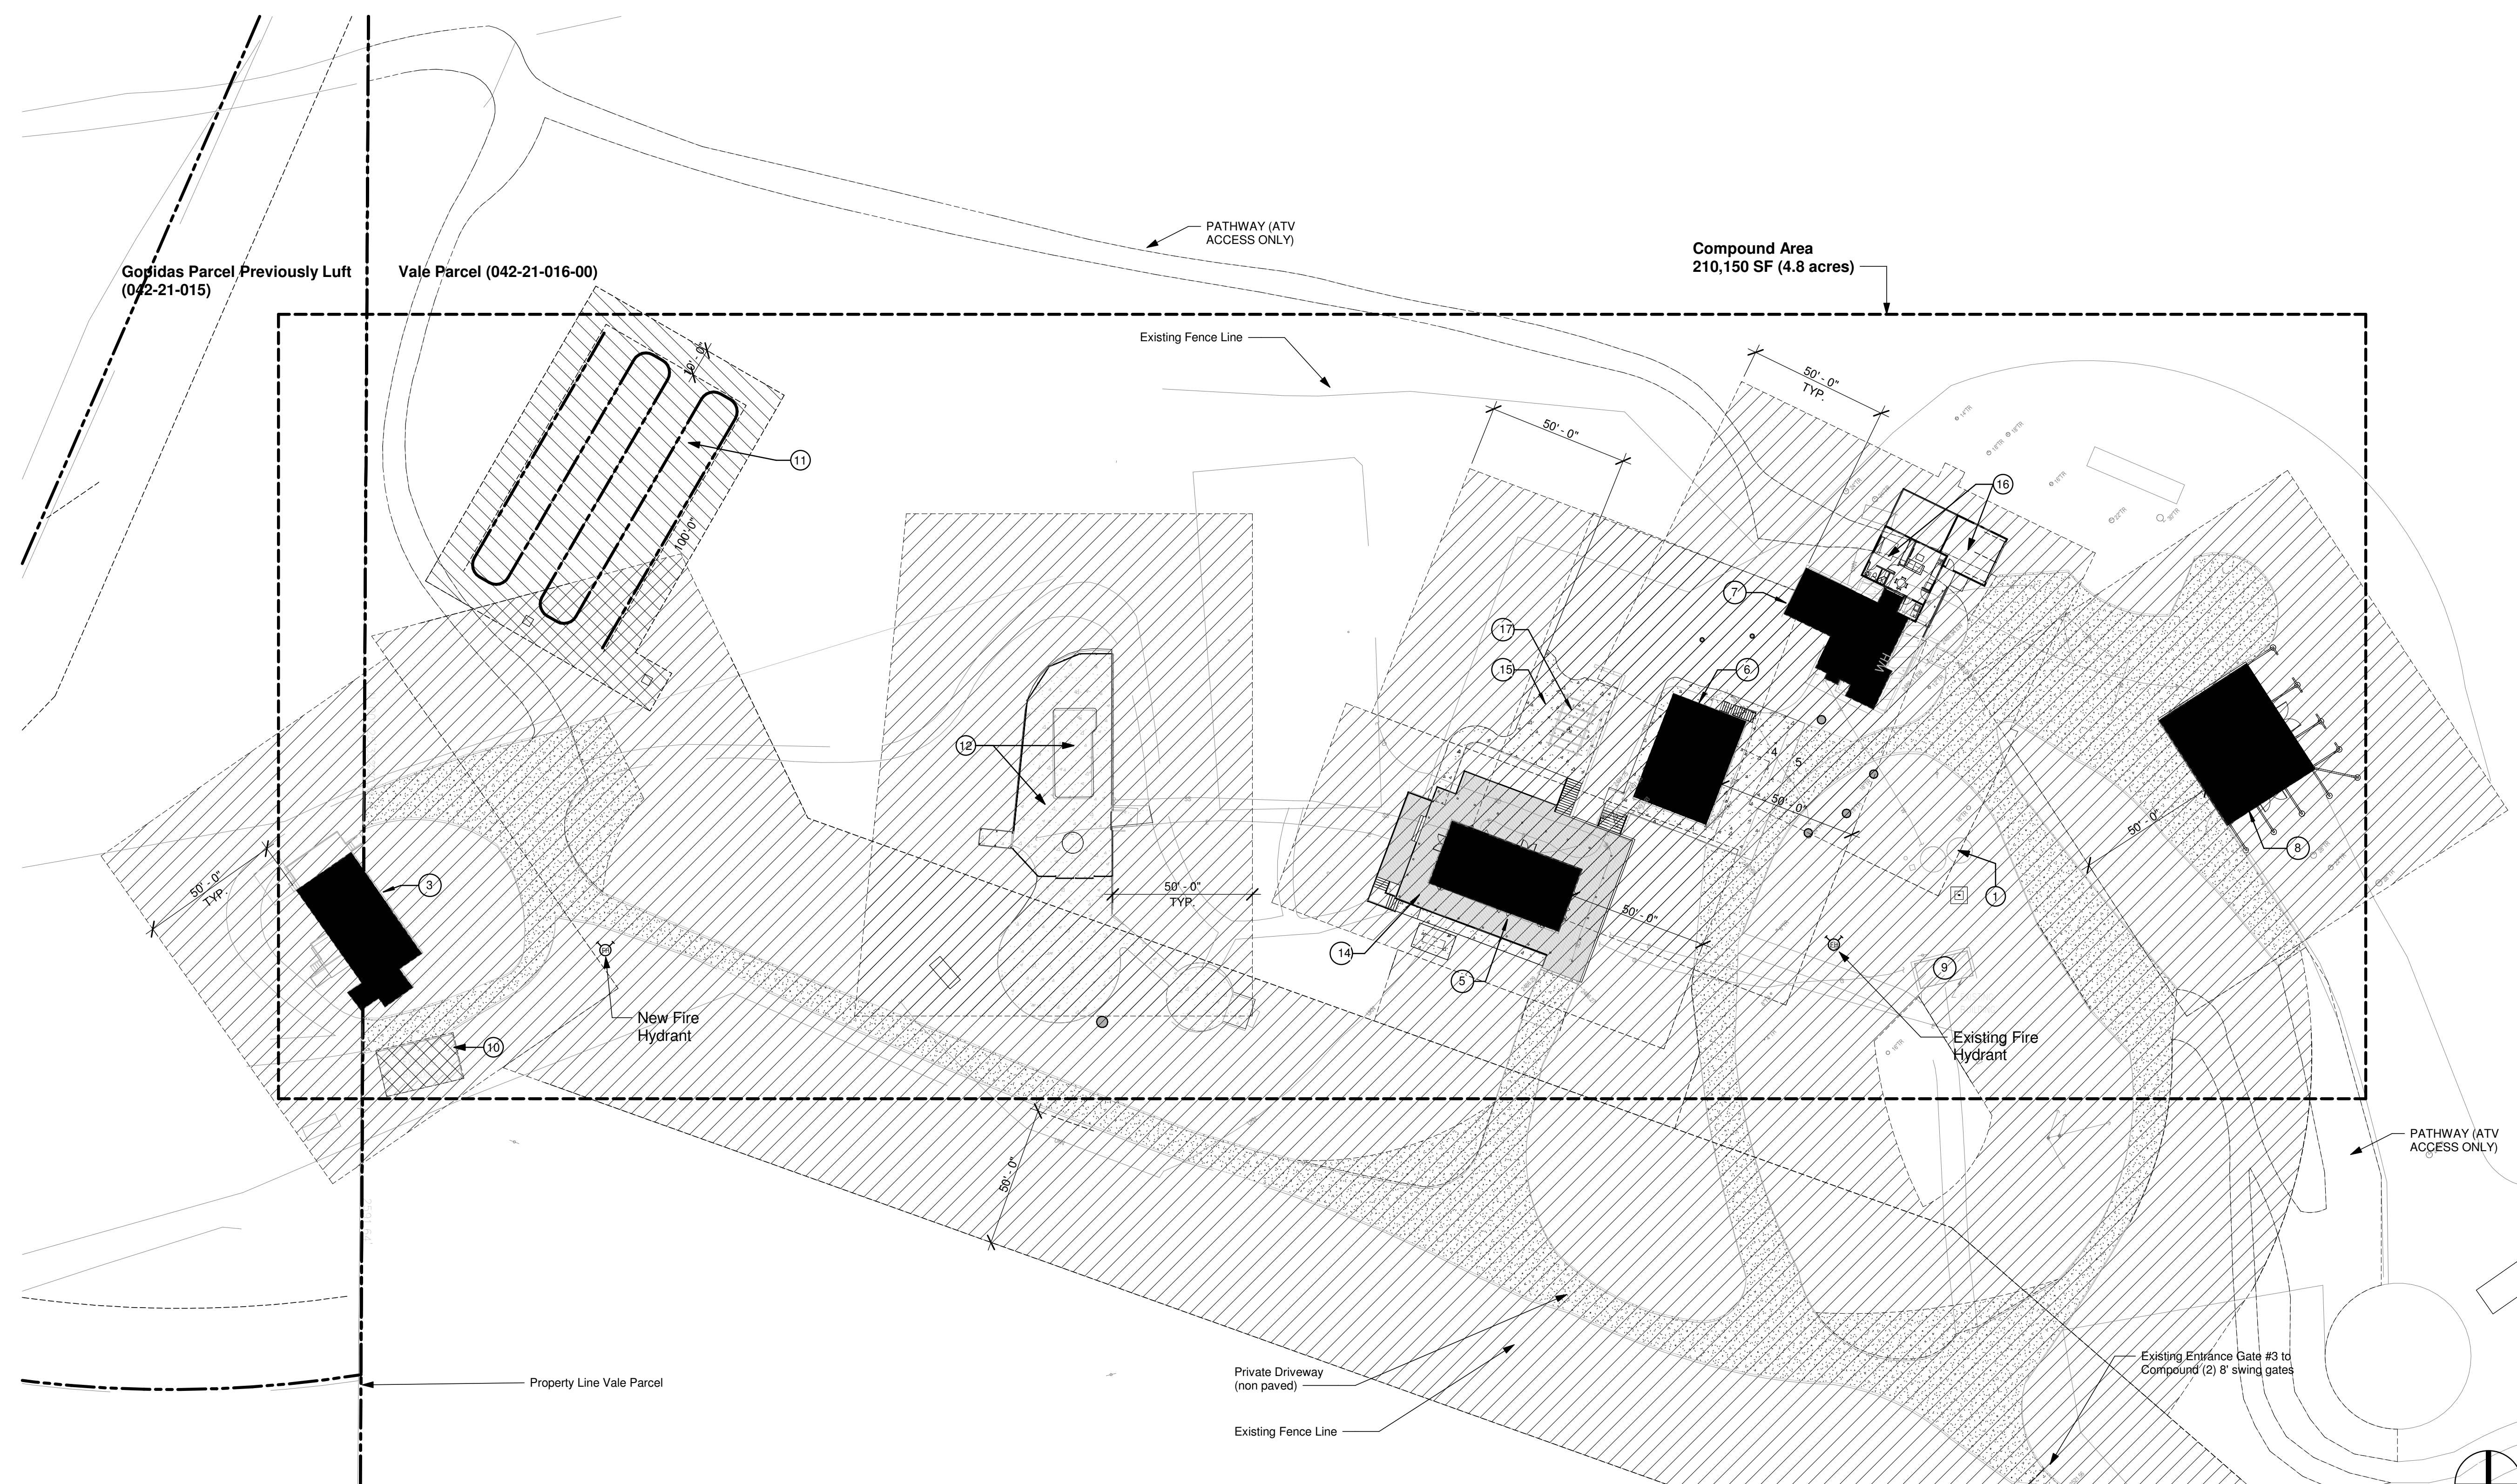 PATHWAY (ATV
ACCESS ONLY)
Compound Area
210,150 SF (4.8 acres)
Gopidas Parcel Previously Luft
(042-21-015)
Vale Parcel (042-21-016-00)
Existing Fence Line
10' - 0"
50' - 0"
TYP.
50' - 0"
11
100'-0"
16
7
17
15
6
WH
12
4
5
50' - 0"
50' - 0"
8
3
50' - 0"
TYP.
50' - 0"
TYP.
1
50' - 0"
14
5
9
New Fire
Hydrant
Existing Fire
Hydrant
10
PATHWAY (ATV
ACCESS ONLY)
50' - 0"
Existing Entrance Gate #3 to
Compound (2) 8' swing gates
Private Driveway
(non paved)
Property Line Vale Parcel
Existing Fence Line